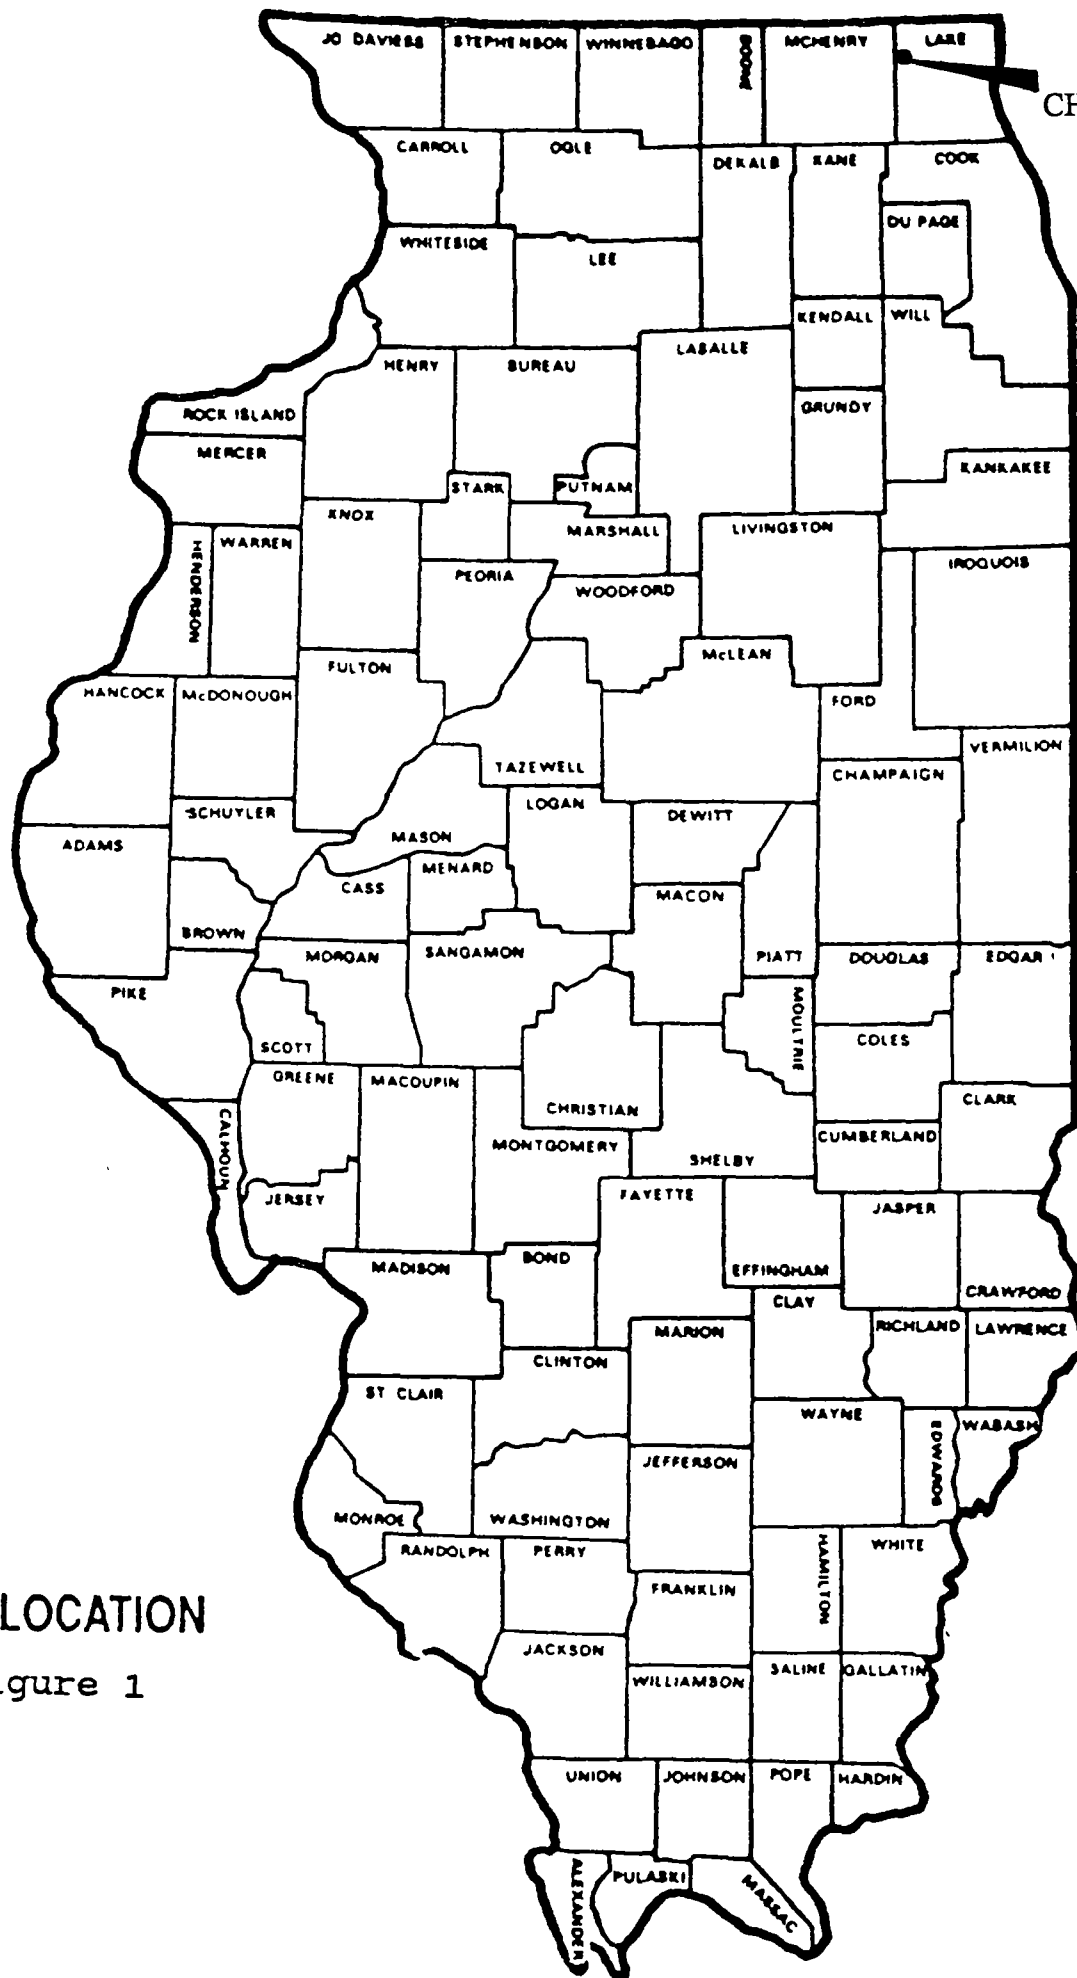 JO DAVIESS STEPHENSON WINNEBAGO BOONE MCHENRY LAKE
CH
CARROLL OGLE DEKALB KANE COOK
DU PAGE
WHITESIDE LEE
KENDALL WILL
HENRY BUREAU LASALLE
ROCK ISLAND GRUNDY
MERCER KANKAKEE
STARK PUTNAM
KNOX MARSHALL LIVINGSTON
HENDERSON WARREN IROQUOIS
PEORIA WOODFORD
FULTON McLEAN
HANCOCK McDONOUGH FORD
TAZEWELL VERMILION
CHAMPAIGN
SCHUYLER LOGAN DEWITT
ADAMS MASON
CASS MENARD MACON
BROWN
MORGAN SANGAMON PIATT DOUGLAS EDGAR
PIKE MOULTRIE
SCOTT COLES
GREENE MACOUPIN
CHRISTIAN CLARK
CALHOUN MONTGOMERY CUMBERLAND
SHELBY
JERSEY FAYETTE JASPER
MADISON BOND EFFINGHAM
CLAY CRAWFORD
MARION RICHLAND LAWRENCE
CLINTON
ST CLAIR WAYNE EDWARDS WABASH
JEFFERSON
MONROE WASHINGTON
RANDOLPH PERRY HAMILTON WHITE
FRANKLIN
LOCATION
JACKSON
WILLIAMSON SALINE GALLATIN
igure 1
UNION JOHNSON POPE HARDIN
ALEXANDER PULASKI MASSAC